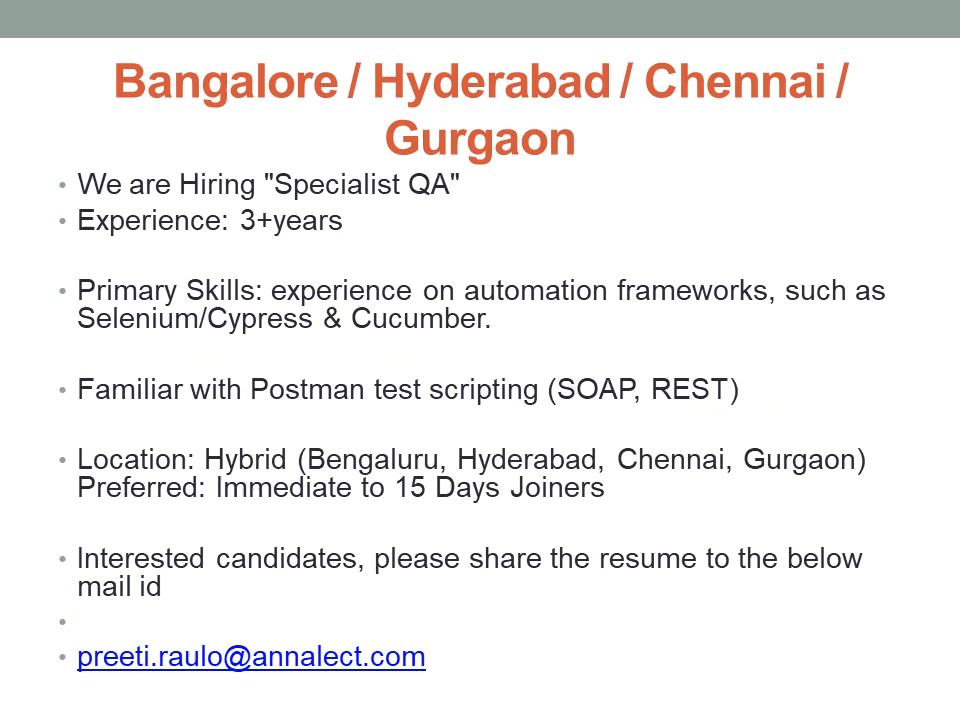 Bangalore / Hyderabad / Chennai /
Gurgaon
• We are Hiring "Specialist QA"
• Experience: 3+years
• Primary Skills: experience on automation frameworks, such as
Selenium/Cypress & Cucumber.
• Familiar with Postman test scripting (SOAP, REST)
• Location: Hybrid (Bengaluru, Hyderabad, Chennai, Gurgaon)
Preferred: Immediate to 15 Days Joiners
• Interested candidates, please share the resume to the below
mail id
•
• preeti.raulo@annalect.com